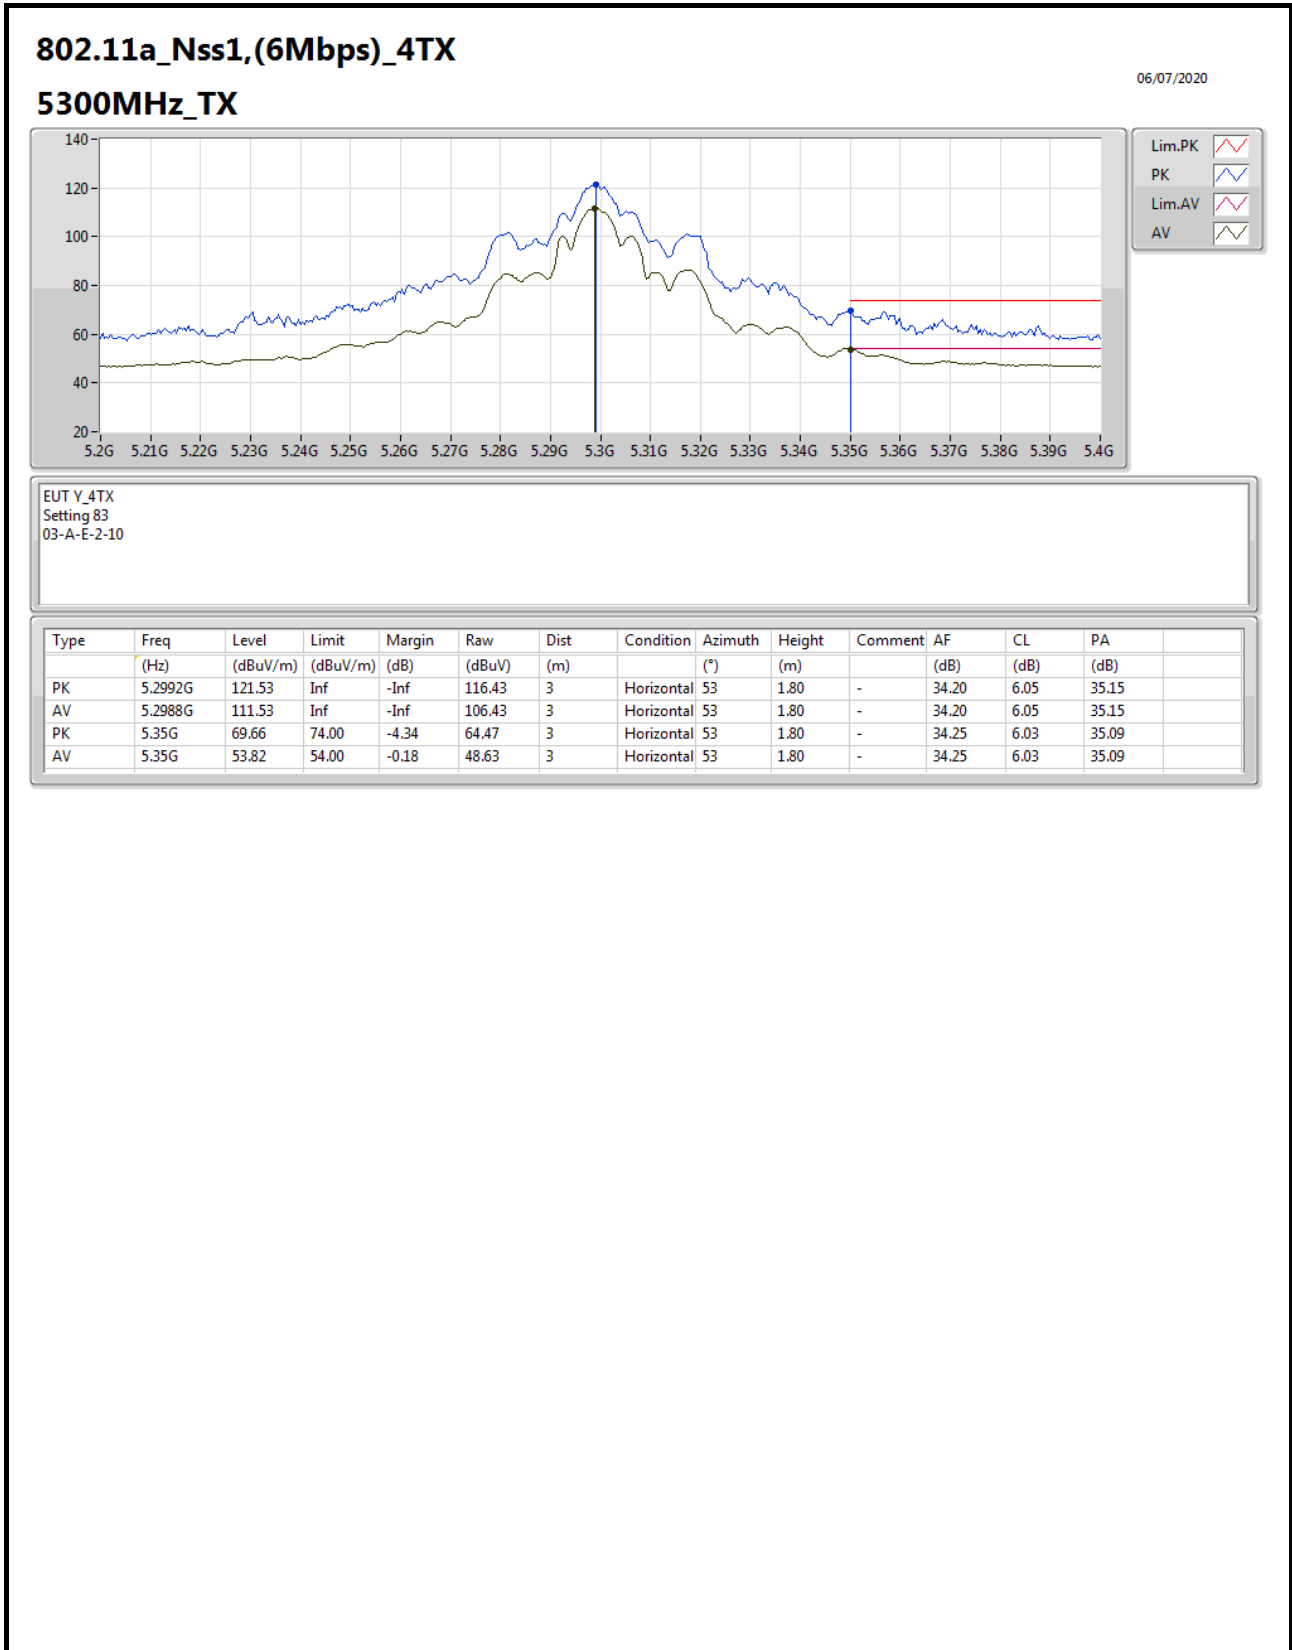 802.11a_Nss1,(6Mbps)_4TX
06/07/2020
5300MHz_TX
140
120
100
80
60
40
20
5.2G 5.21G 5.22G 5.23G 5.24G 5.25G 5.26G 5.27G 5.28G 5.29G 5.3G 5.31G 5.32G 5.33G 5.34G 5.35G 5.36G 5.37G 5.38G 5.39G 5.4G
Lim.PK
PK
Lim.AV
AV
EUT Y_4TX
Setting 83
03-A-E-2-10
Type Freq Level Limit Margin Raw Dist Condition Azimuth Height Comment AF CL PA
(Hz) (dBuV/m) (dBuV/m) (dB) (dBuV) (m) (°) (m) (dB) (dB) (dB)
PK 5.2992G 121.53 Inf -Inf 116.43 3 Horizontal 53 1.80 - 34.20 6.05 35.15
AV 5.2988G 111.53 Inf -Inf 106.43 3 Horizontal 53 1.80 - 34.20 6.05 35.15
PK 5.35G 69.66 74.00 -4.34 64.47 3 Horizontal 53 1.80 - 34.25 6.03 35.09
AV 5.35G 53.82 54.00 -0.18 48.63 3 Horizontal 53 1.80 - 34.25 6.03 35.09